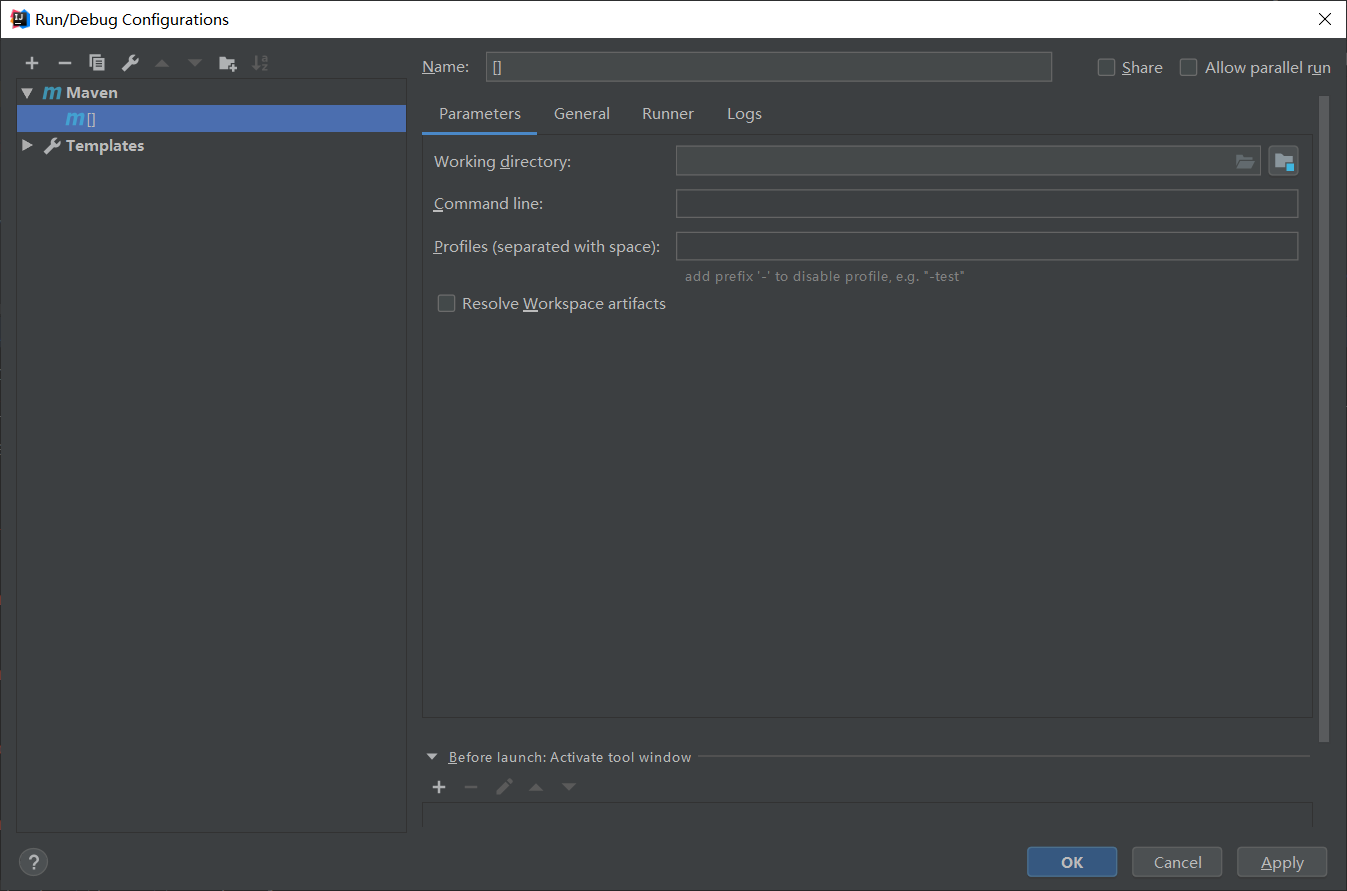 Run/Debug Configurations
Name: []
Share
Allow parallel run
Maven
[]
Templates
Parameters
General
Runner
Logs
Working directory:
Command line:
Profiles (separated with space):
add prefix '-' to disable profile, e.g. "-test"
Resolve Workspace artifacts
Before launch: Activate tool window
?
OK
Cancel
Apply